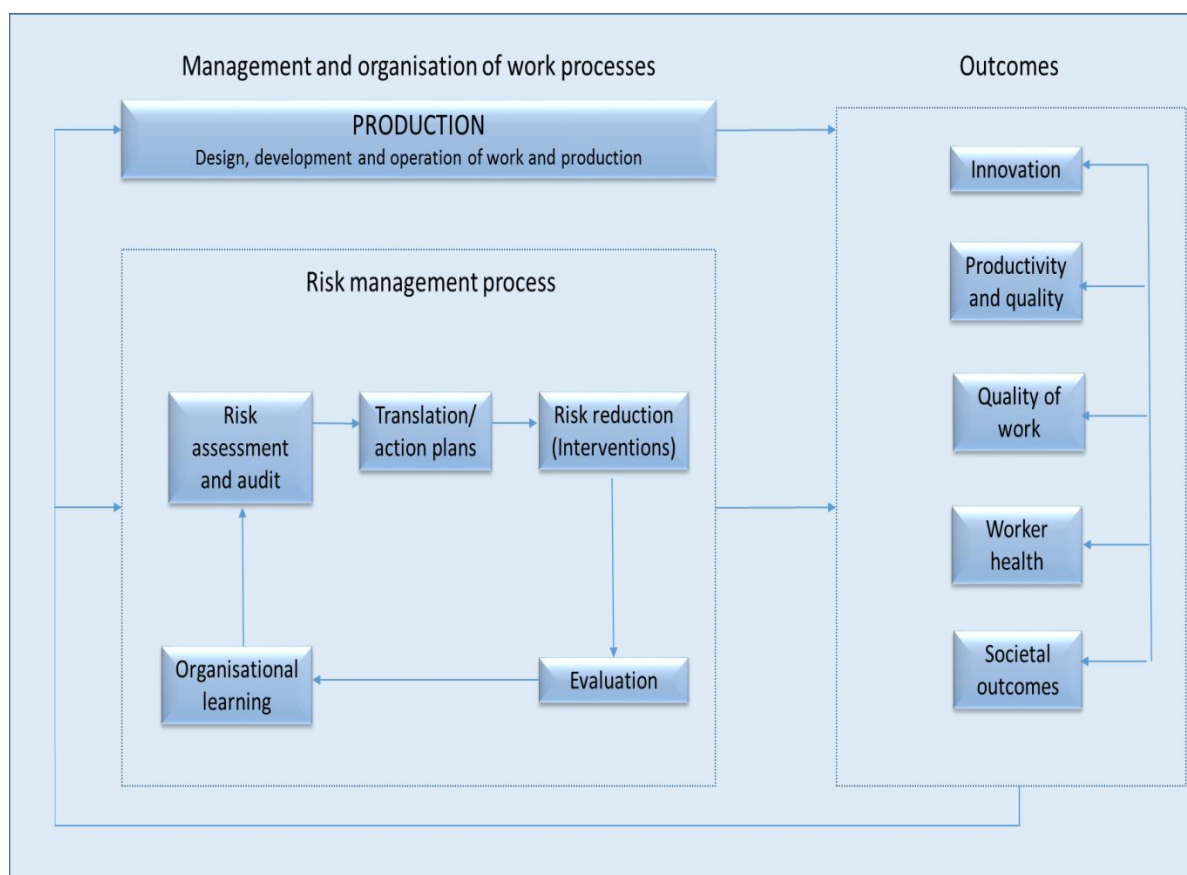 Management and organisation of work processes
Outcomes
PRODUCTION
Design, development and operation of work and production
Innovation
Productivity
and quality
Risk management process
Risk
assessment
and audit
Translation/
action plans
Risk reduction
(Interventions)
Quality of
work
Worker
health
Organisational
learning
Evaluation
Societal
outcomes